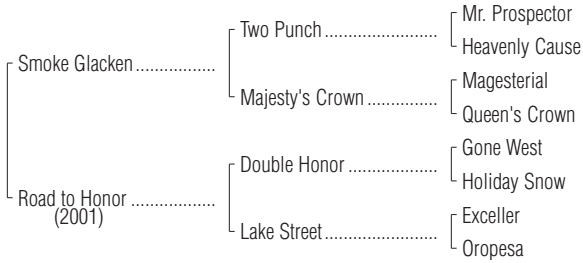 Mr. Prospector
Two Punch ....................
Heavenly Cause
Smoke Glacken ................
Magesterial
Majesty's Crown ..............
Queen's Crown
Gone West
Double Honor .................
Holiday Snow
Road to Honor ................
(2001)
Exceller
Lake Street ....................
Oropesa